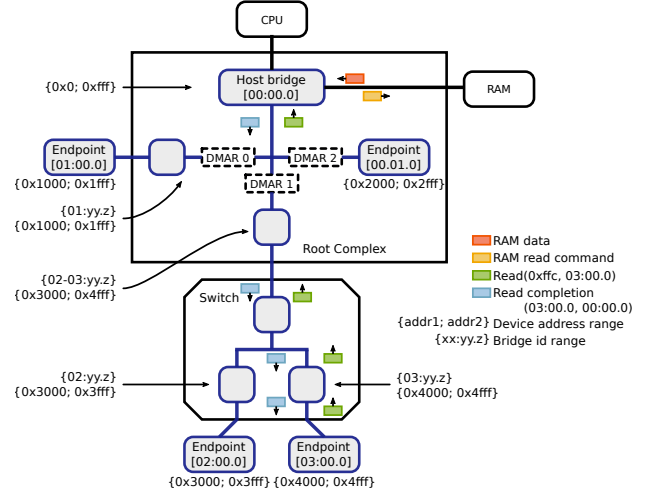 CPU
Host bridge
[00:00.0]
{0x0; 0xfff}
RAM
Endpoint
[01:00.0]
DMAR 0
DMAR 2
Endpoint
[00.01.0]
{0x1000; 0x1fff}
DMAR 1
{0x2000; 0x2fff}
{01:yy.z}
{0x1000; 0x1fff}
Root Complex
{02-03:yy.z}
{0x3000; 0x4fff}
Switch
RAM data
RAM read command
Read(0xffc, 03:00.0)
Read completion
(03:00.0, 00:00.0)
{addr1; addr2} Device address range
{xx:yy.z} Bridge id range
{02:yy.z}
{0x3000; 0x3fff}
{03:yy.z}
{0x4000; 0x4fff}
Endpoint
[02:00.0]
Endpoint
[03:00.0]
{0x3000; 0x3fff}
{0x4000; 0x4fff}